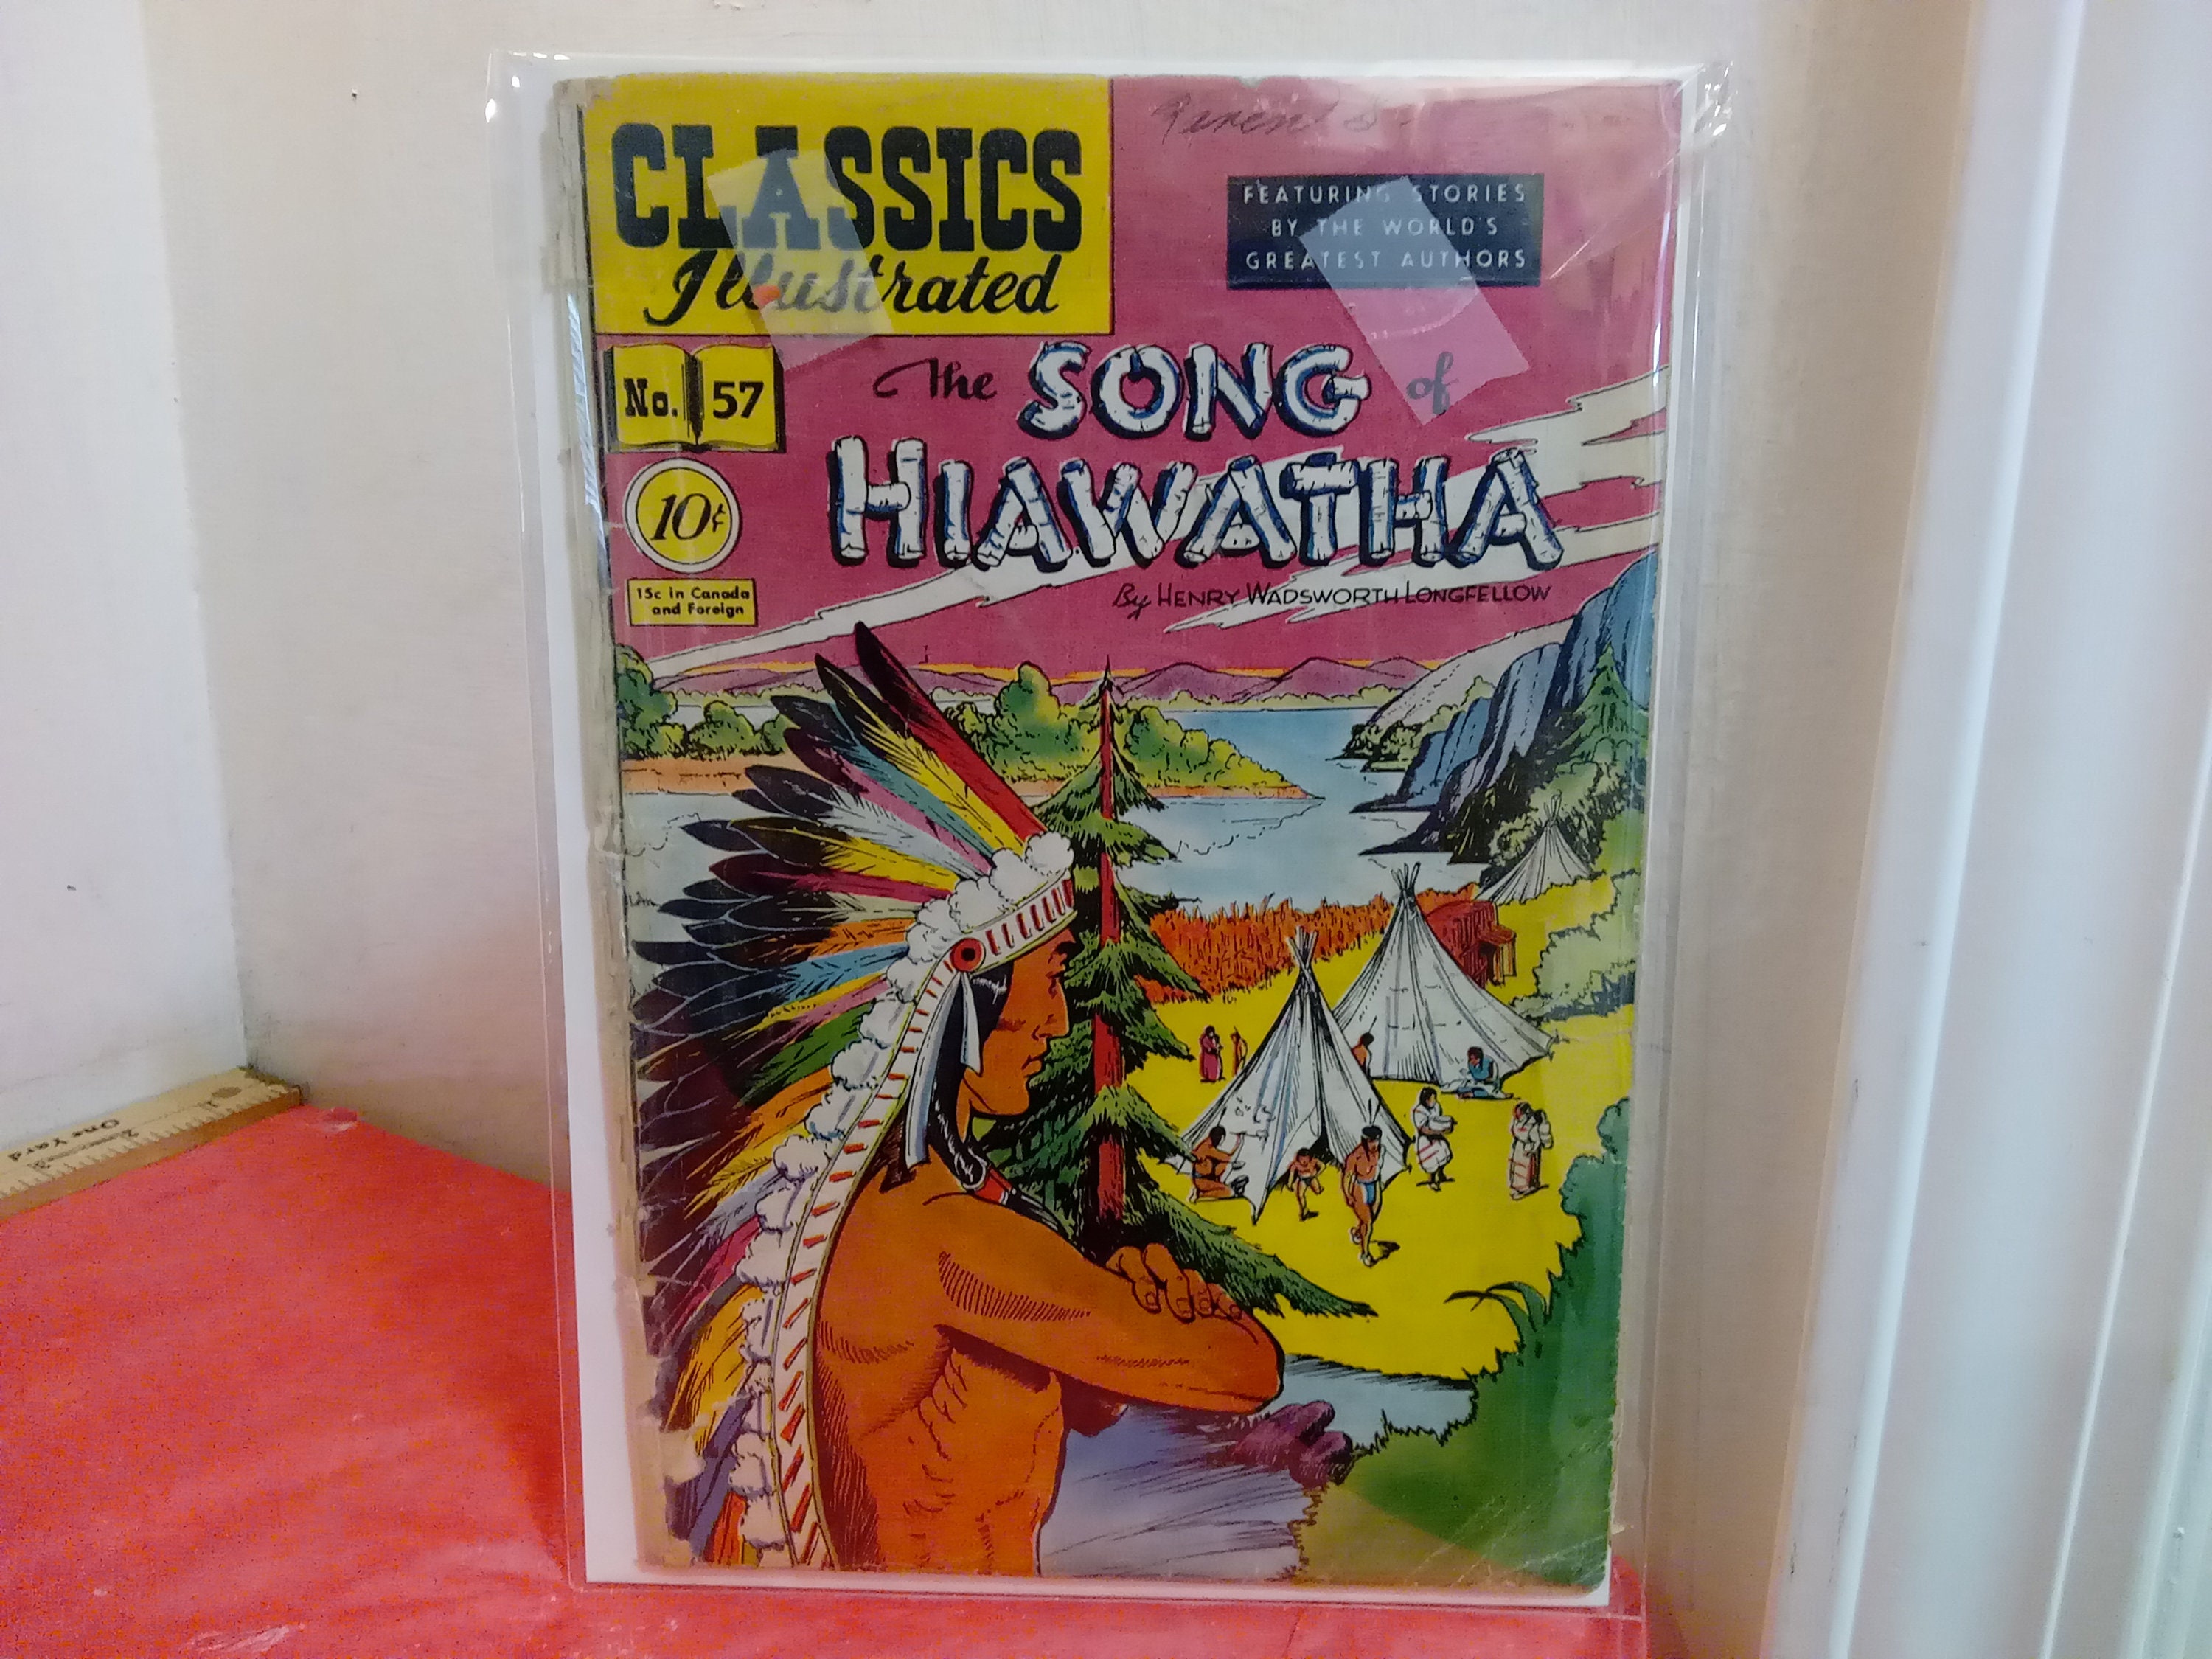 CLASSICS
Illustrated
FEATURING STORIES
BY THE WORLD'S
GREATEST AUTHORS
No. 57
The SONG of
HIAWATHA
10¢
15c in Canada
and Foreign
By HENRY WADSWORTH LONGFELLOW
One Yard